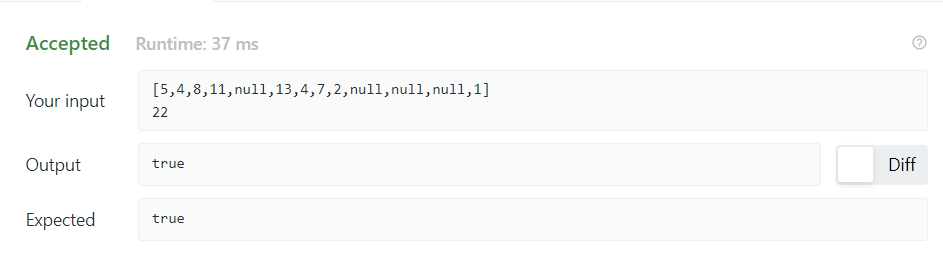 Accepted Runtime: 37 ms
Your input
[5,4,8,11,null,13,4,7,2,null,null,null,1]
22
Output
true
Diff
Expected
true